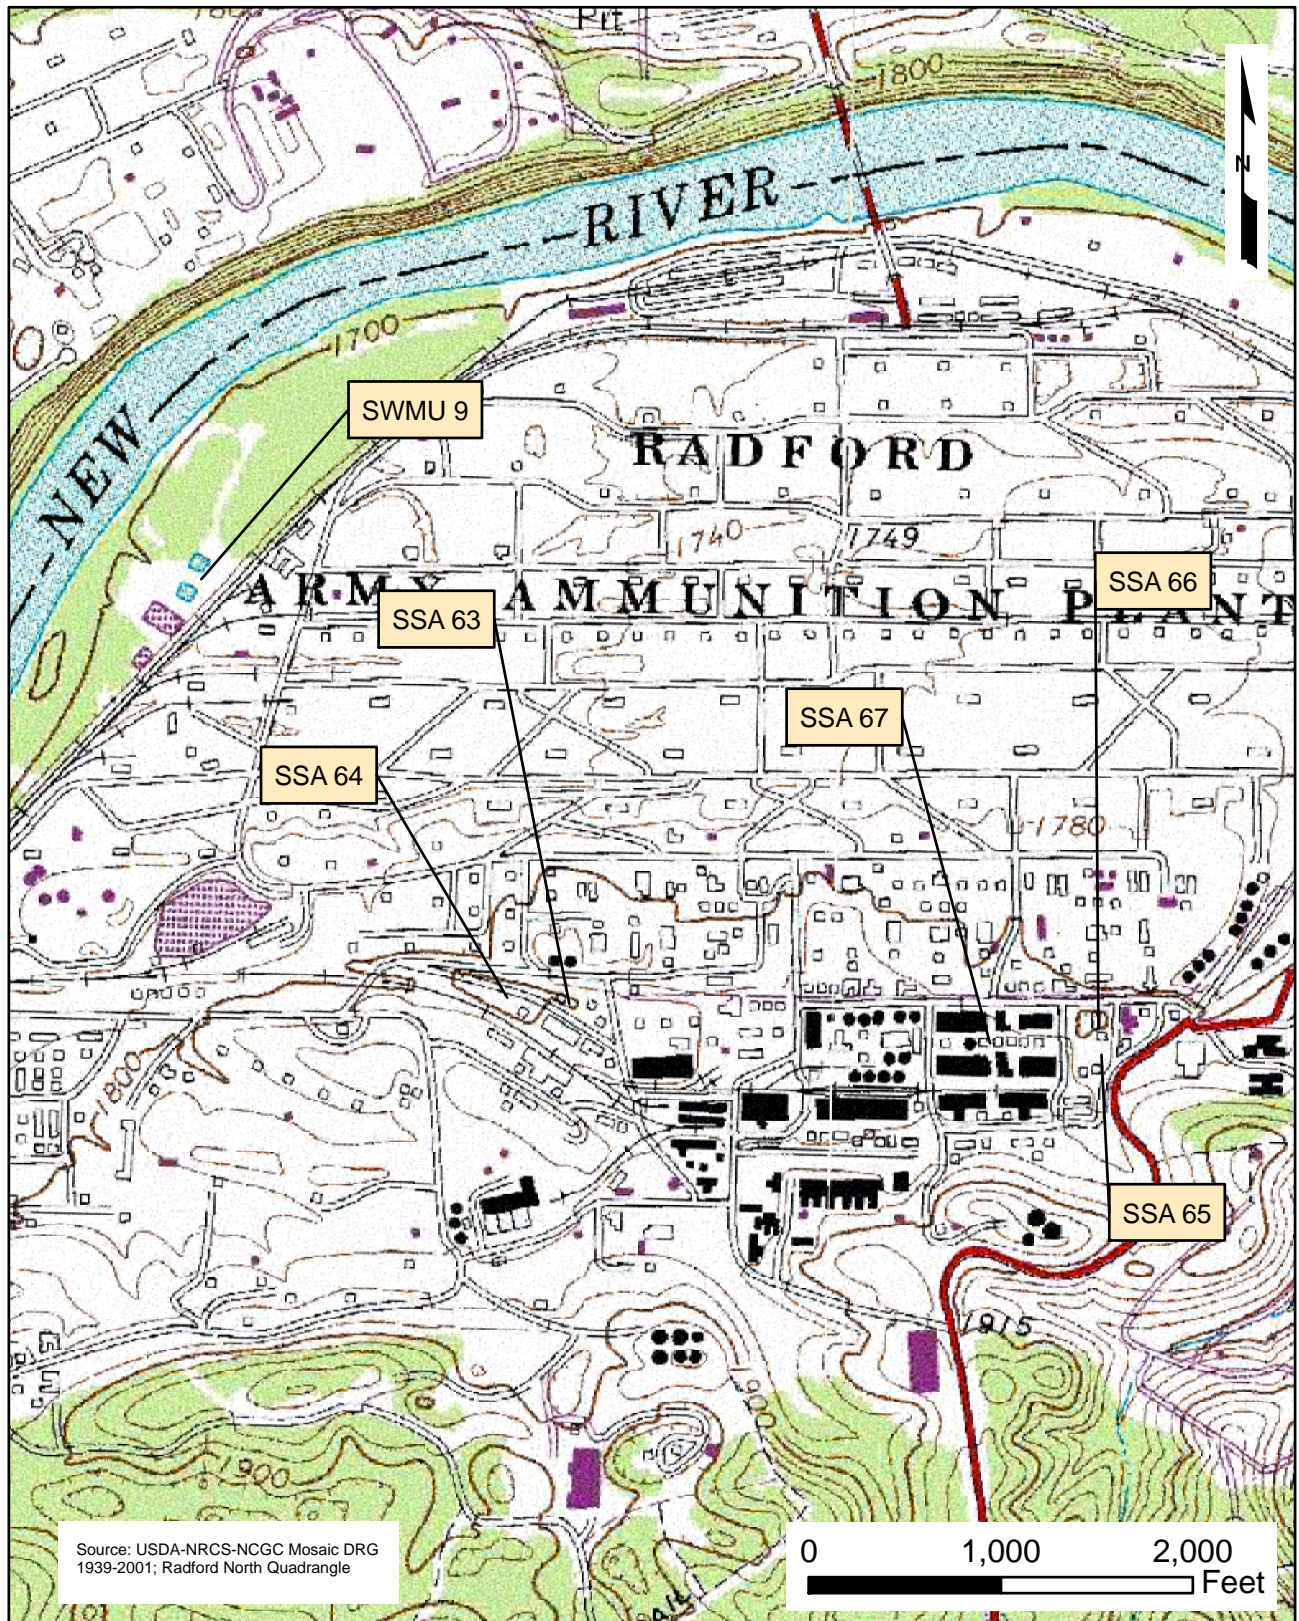 Pit
1800
N
NEW RIVER
1700
SWMU 9
RADFORD
1740
1749
SSA 66
ARMY AMMUNITION PLANT
SSA 63
SSA 67
SSA 64
1780
1800
SSA 65
1915
1900
Source: USDA-NRCS-NCGC Mosaic DRG
1939-2001; Radford North Quadrangle
0 1,000 2,000
Feet